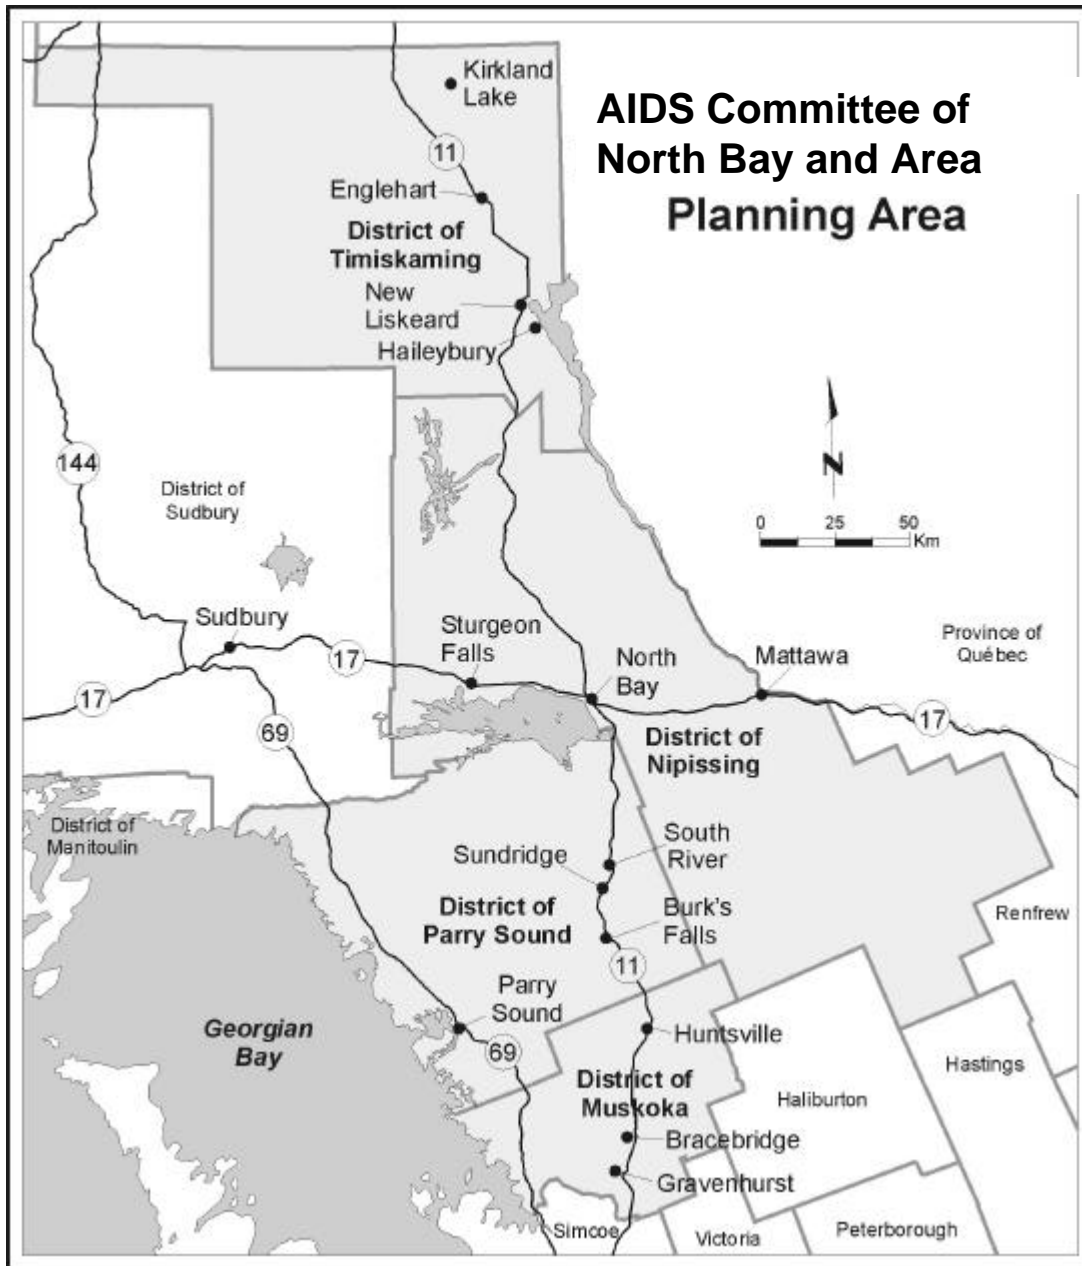 AIDS Committee of
North Bay and Area
Planning Area
Kirkland
Lake
11
Englehart
District of
Timiskaming
New
Liskeard
Haileybury
144
District of
Sudbury
N
0 25 50
Km
Sudbury
Sturgeon
Falls
17
North
Bay
Mattawa
Province of
Québec
17
69
17
District of
Nipissing
District of
Manitoulin
South
River
Sundridge
District of
Parry Sound
Burk's
Falls
Renfrew
11
Parry
Sound
Georgian
Bay
Huntsville
69
Hastings
District of
Muskoka
Haliburton
Bracebridge
Gravenhurst
Simcoe
Victoria
Peterborough